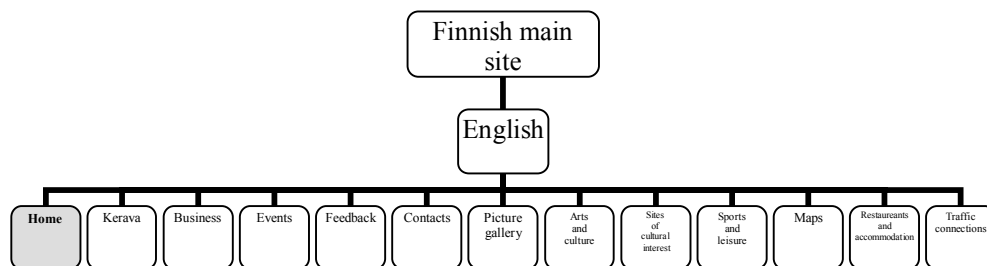 Finnish main
site
English
Home
Kerava
Business
Events
Feedback
Contacts
Picture
gallery
Arts
and
culture
Sites
of
cultural
interest
Sports
and
leisure
Maps
Restaureants
and
accommodation
Traffic
connections